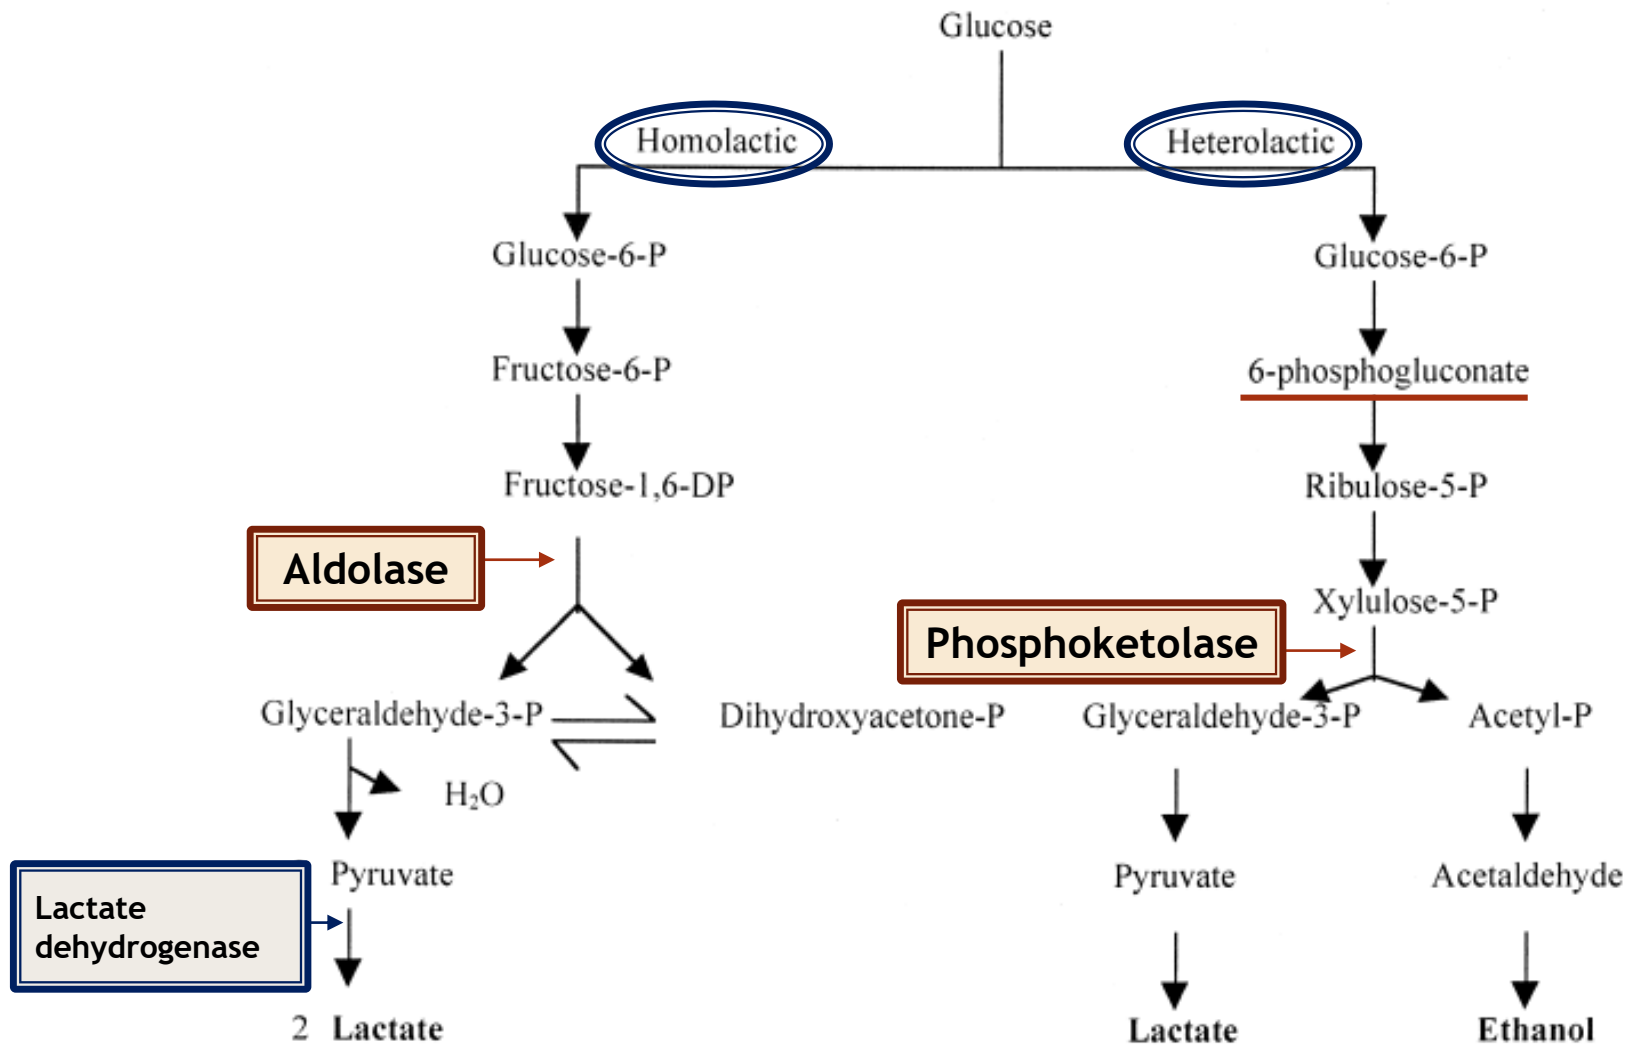 Glucose
Homolactic
Heterolactic
Glucose-6-P
Glucose-6-P
Fructose-6-P
6-phosphogluconate
Fructose-1,6-DP
Ribulose-5-P
Aldolase
Xylulose-5-P
Phosphoketolase
Glyceraldehyde-3-P
Dihydroxyacetone-P
Glyceraldehyde-3-P
Acetyl-P
H₂O
Pyruvate
Pyruvate
Acetaldehyde
Lactate
dehydrogenase
2 Lactate
Lactate
Ethanol